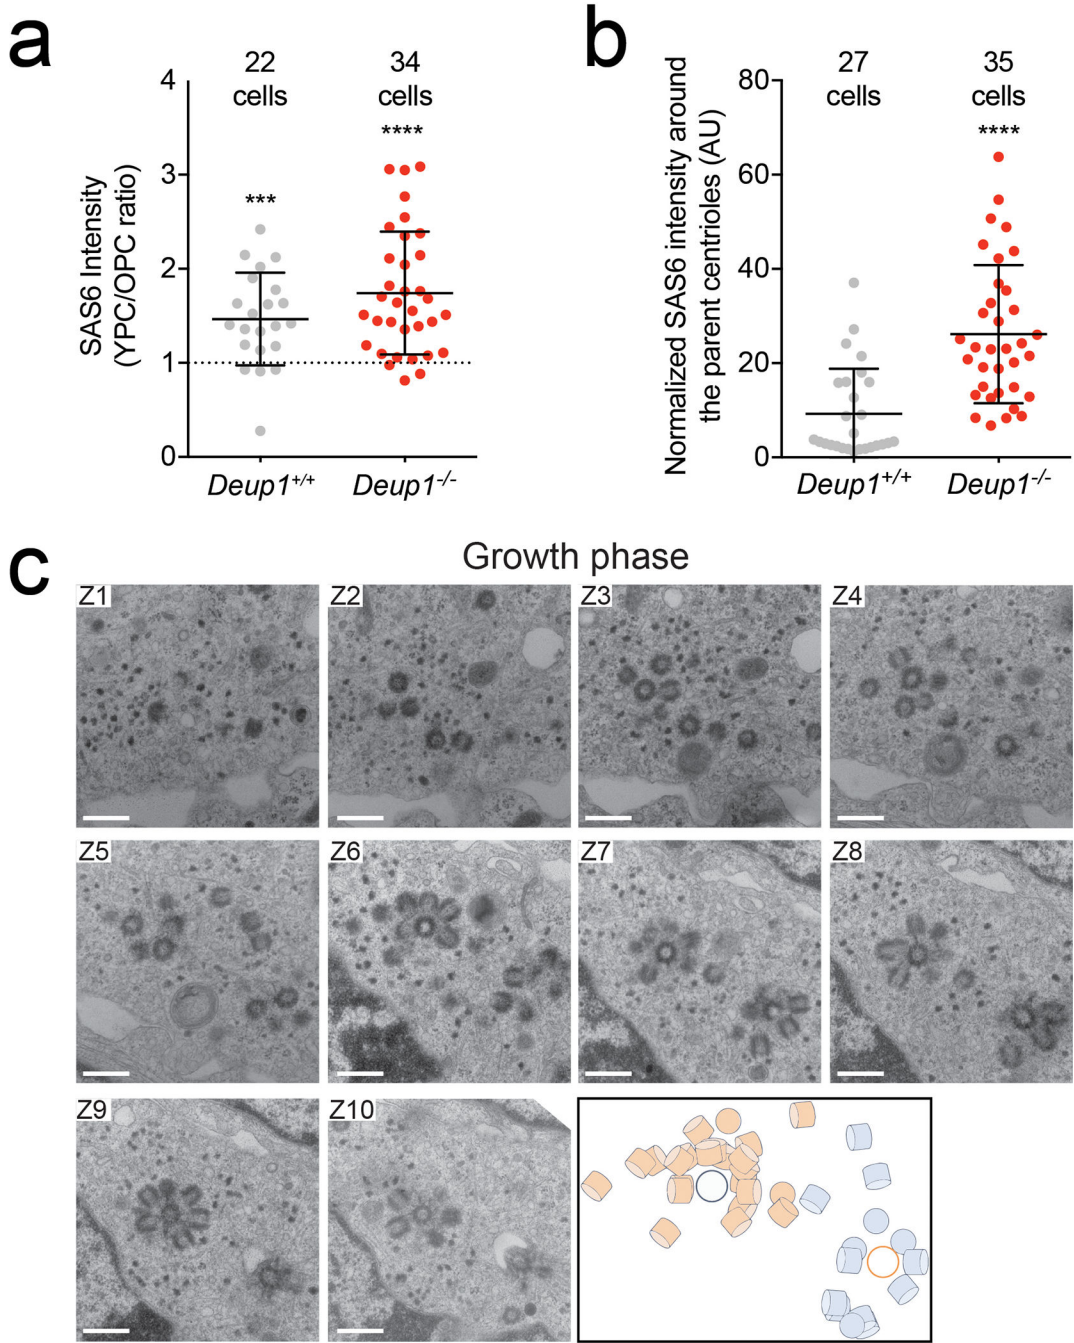 a
22
cells
34
cells
4
3
2
1
0
***
****
SAS6 Intensity
(YPC/OPC ratio)
Deup1+/+
Deup1-/-
b
27
cells
35
cells
80
60
40
20
0
****
Normalized SAS6 intensity around
the parent centrioles (AU)
Deup1+/+
Deup1-/-
c
Growth phase
Z1
Z2
Z3
Z4
Z5
Z6
Z7
Z8
Z9
Z10